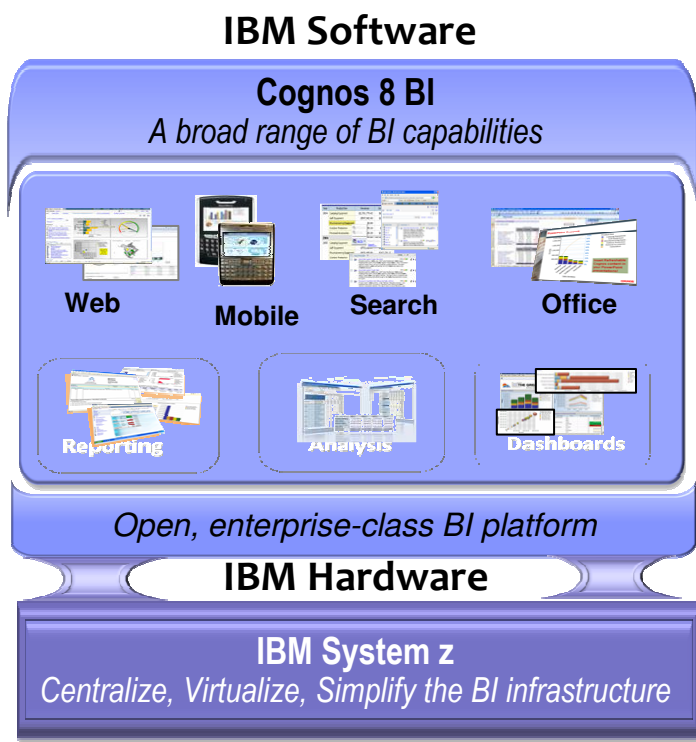 IBM Software
Cognos 8 BI
A broad range of BI capabilities
Web
Mobile
Search
Office
Reporting
Analysis
Dashboards
Open, enterprise-class BI platform
IBM Hardware
IBM System z
Centralize, Virtualize, Simplify the BI infrastructure